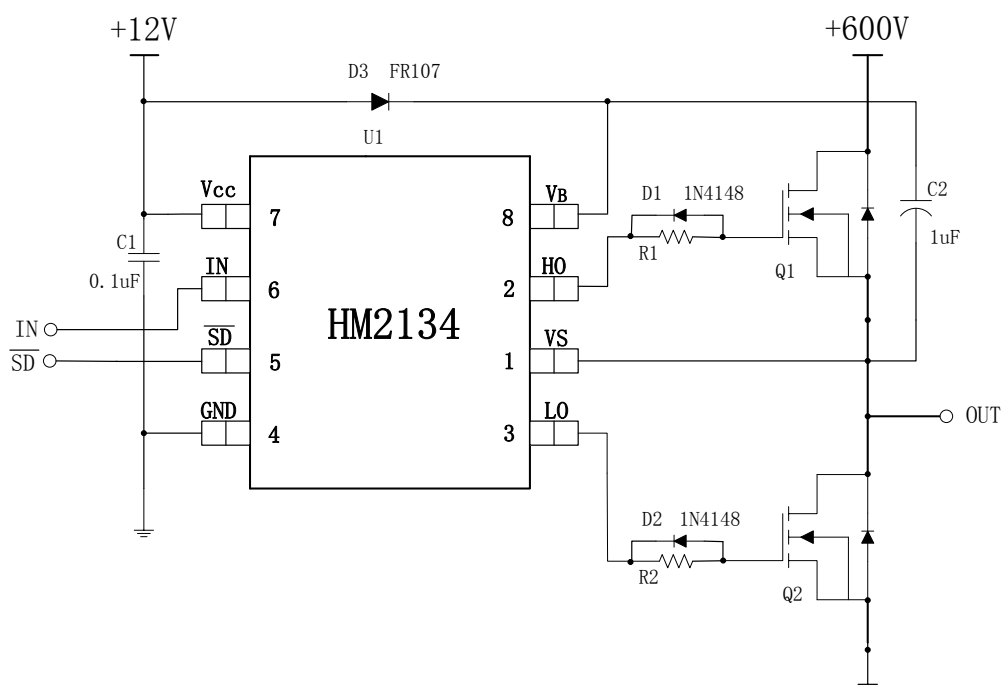 +12V
+600V
D3 FR107
U1
Vcc
7
8
VB
D1 1N4148
C2
1uF
C1
0.1uF
IN
6
2
HO
R1
Q1
HM2134
IN
SD
SD
5
1
VS
GND
4
3
LO
OUT
D2 1N4148
R2
Q2